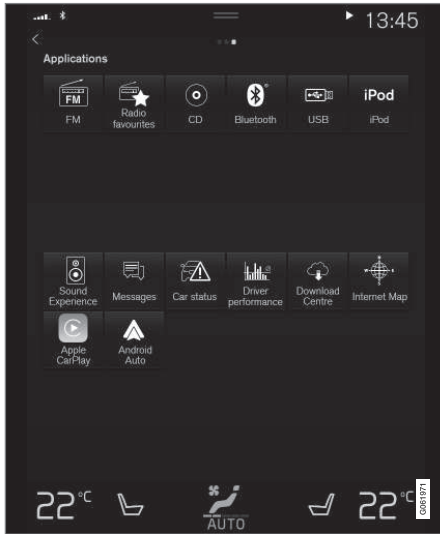 13:45
Applications
FM
FM
Radio
favourites
CD
Bluetooth
USB
iPod
iPod
Sound
Experience
Messages
Car status
Driver
performance
Download
Centre
Internet Map
Apple
CarPlay
Android
Auto
22°C
AUTO
22°C
G061971